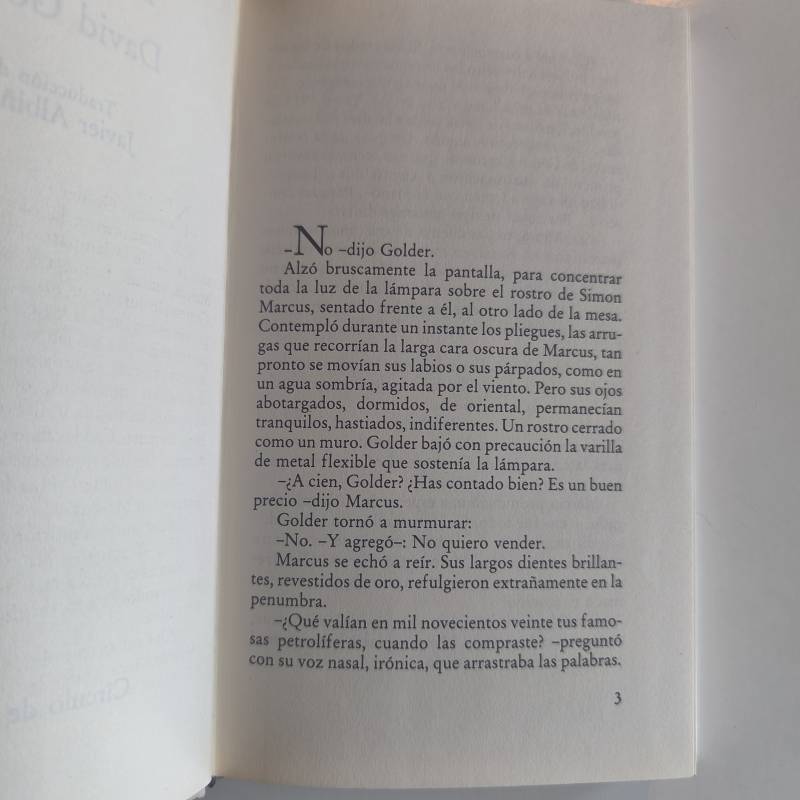 David Go
Traducción d
Javier Albiñ
Círculo de
–No –dijo Golder.
Alzó bruscamente la pantalla, para concentrar
toda la luz de la lámpara sobre el rostro de Simon
Marcus, sentado frente a él, al otro lado de la mesa.
Contempló durante un instante los pliegues, las arru-
gas que recorrían la larga cara oscura de Marcus, tan
pronto se movían sus labios o sus párpados, como en
un agua sombría, agitada por el viento. Pero sus ojos
abotargados, dormidos, de oriental, permanecían
tranquilos, hastiados, indiferentes. Un rostro cerrado
como un muro. Golder bajó con precaución la varilla
de metal flexible que sostenía la lámpara.
–¿A cien, Golder? ¿Has contado bien? Es un buen
precio –dijo Marcus.
Golder tornó a murmurar:
–No. –Y agregó–: No quiero vender.
Marcus se echó a reír. Sus largos dientes brillan-
tes, revestidos de oro, refulgieron extrañamente en la
penumbra.
–¿Qué valían en mil novecientos veinte tus famo-
sas petrolíferas, cuando las compraste? –preguntó
con su voz nasal, irónica, que arrastraba las palabras.
3